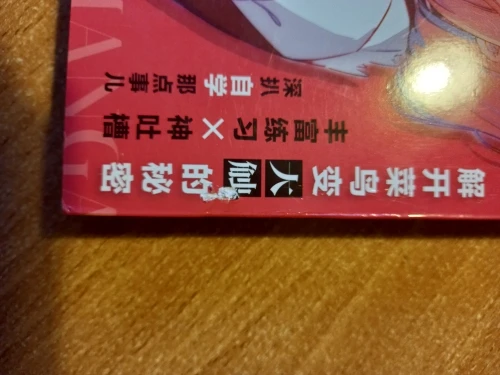 解开菜鸟变大仙的秘密
丰富练习×神吐槽
深扒自学那点事儿